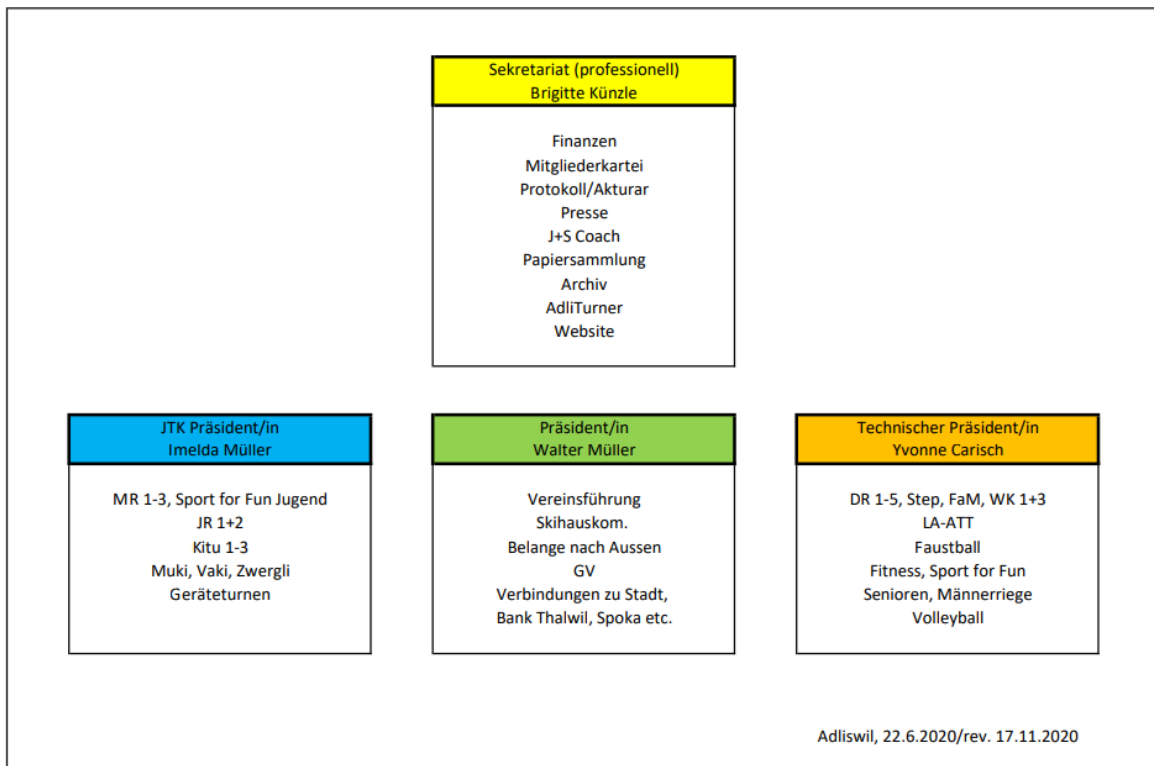 Sekretariat (professionell)
Brigitte Künzle
Finanzen
Mitgliederkartei
Protokoll/Akturar
Presse
J+S Coach
Papiersammlung
Archiv
AdliTurner
Website
JTK Präsident/in
Imelda Müller
MR 1-3, Sport for Fun Jugend
JR 1+2
Kitu 1-3
Muki, Vaki, Zwergli
Geräteturnen
Präsident/in
Walter Müller
Vereinsführung
Skihauskom.
Belange nach Aussen
GV
Verbindungen zu Stadt,
Bank Thalwil, Spoka etc.
Technischer Präsident/in
Yvonne Carisch
DR 1-5, Step, FaM, WK 1+3
LA-ATT
Faustball
Fitness, Sport for Fun
Senioren, Männerriege
Volleyball
Adliswil, 22.6.2020/rev. 17.11.2020